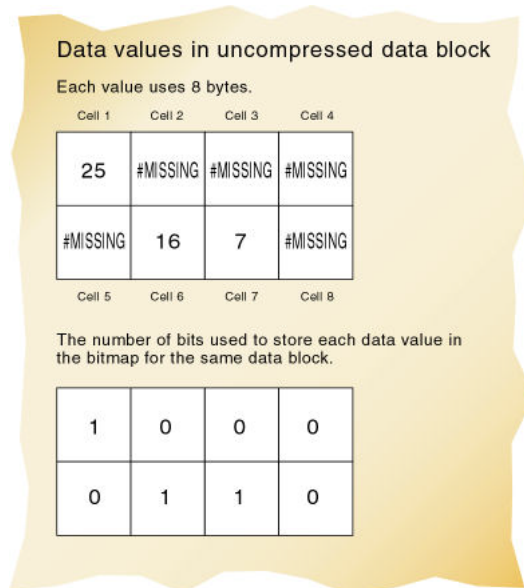 Data values in uncompressed data block
Each value uses 8 bytes.
Cell 1 Cell 2 Cell 3 Cell 4
25 #MISSING #MISSING #MISSING
#MISSING 16 7 #MISSING
Cell 5 Cell 6 Cell 7 Cell 8
The number of bits used to store each data value in
the bitmap for the same data block.
1 0 0 0
0 1 1 0